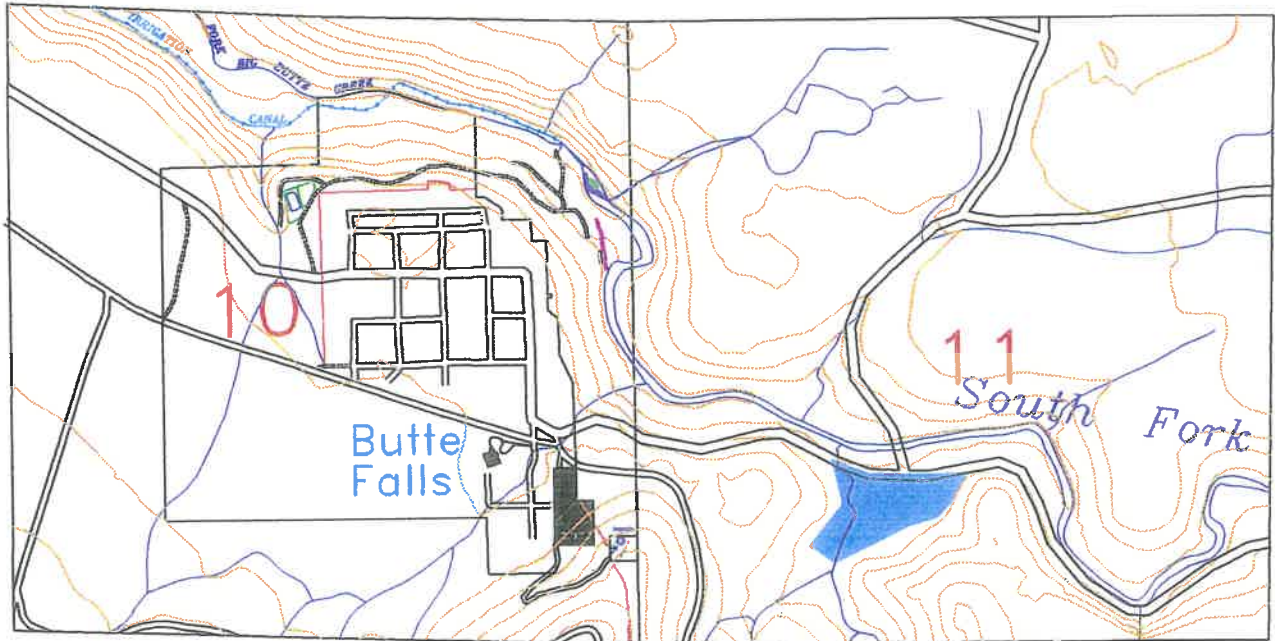 IRRIGATION
FORK BIG BUTTE CREEK
CANAL
10
11
South Fork
Butte
Falls